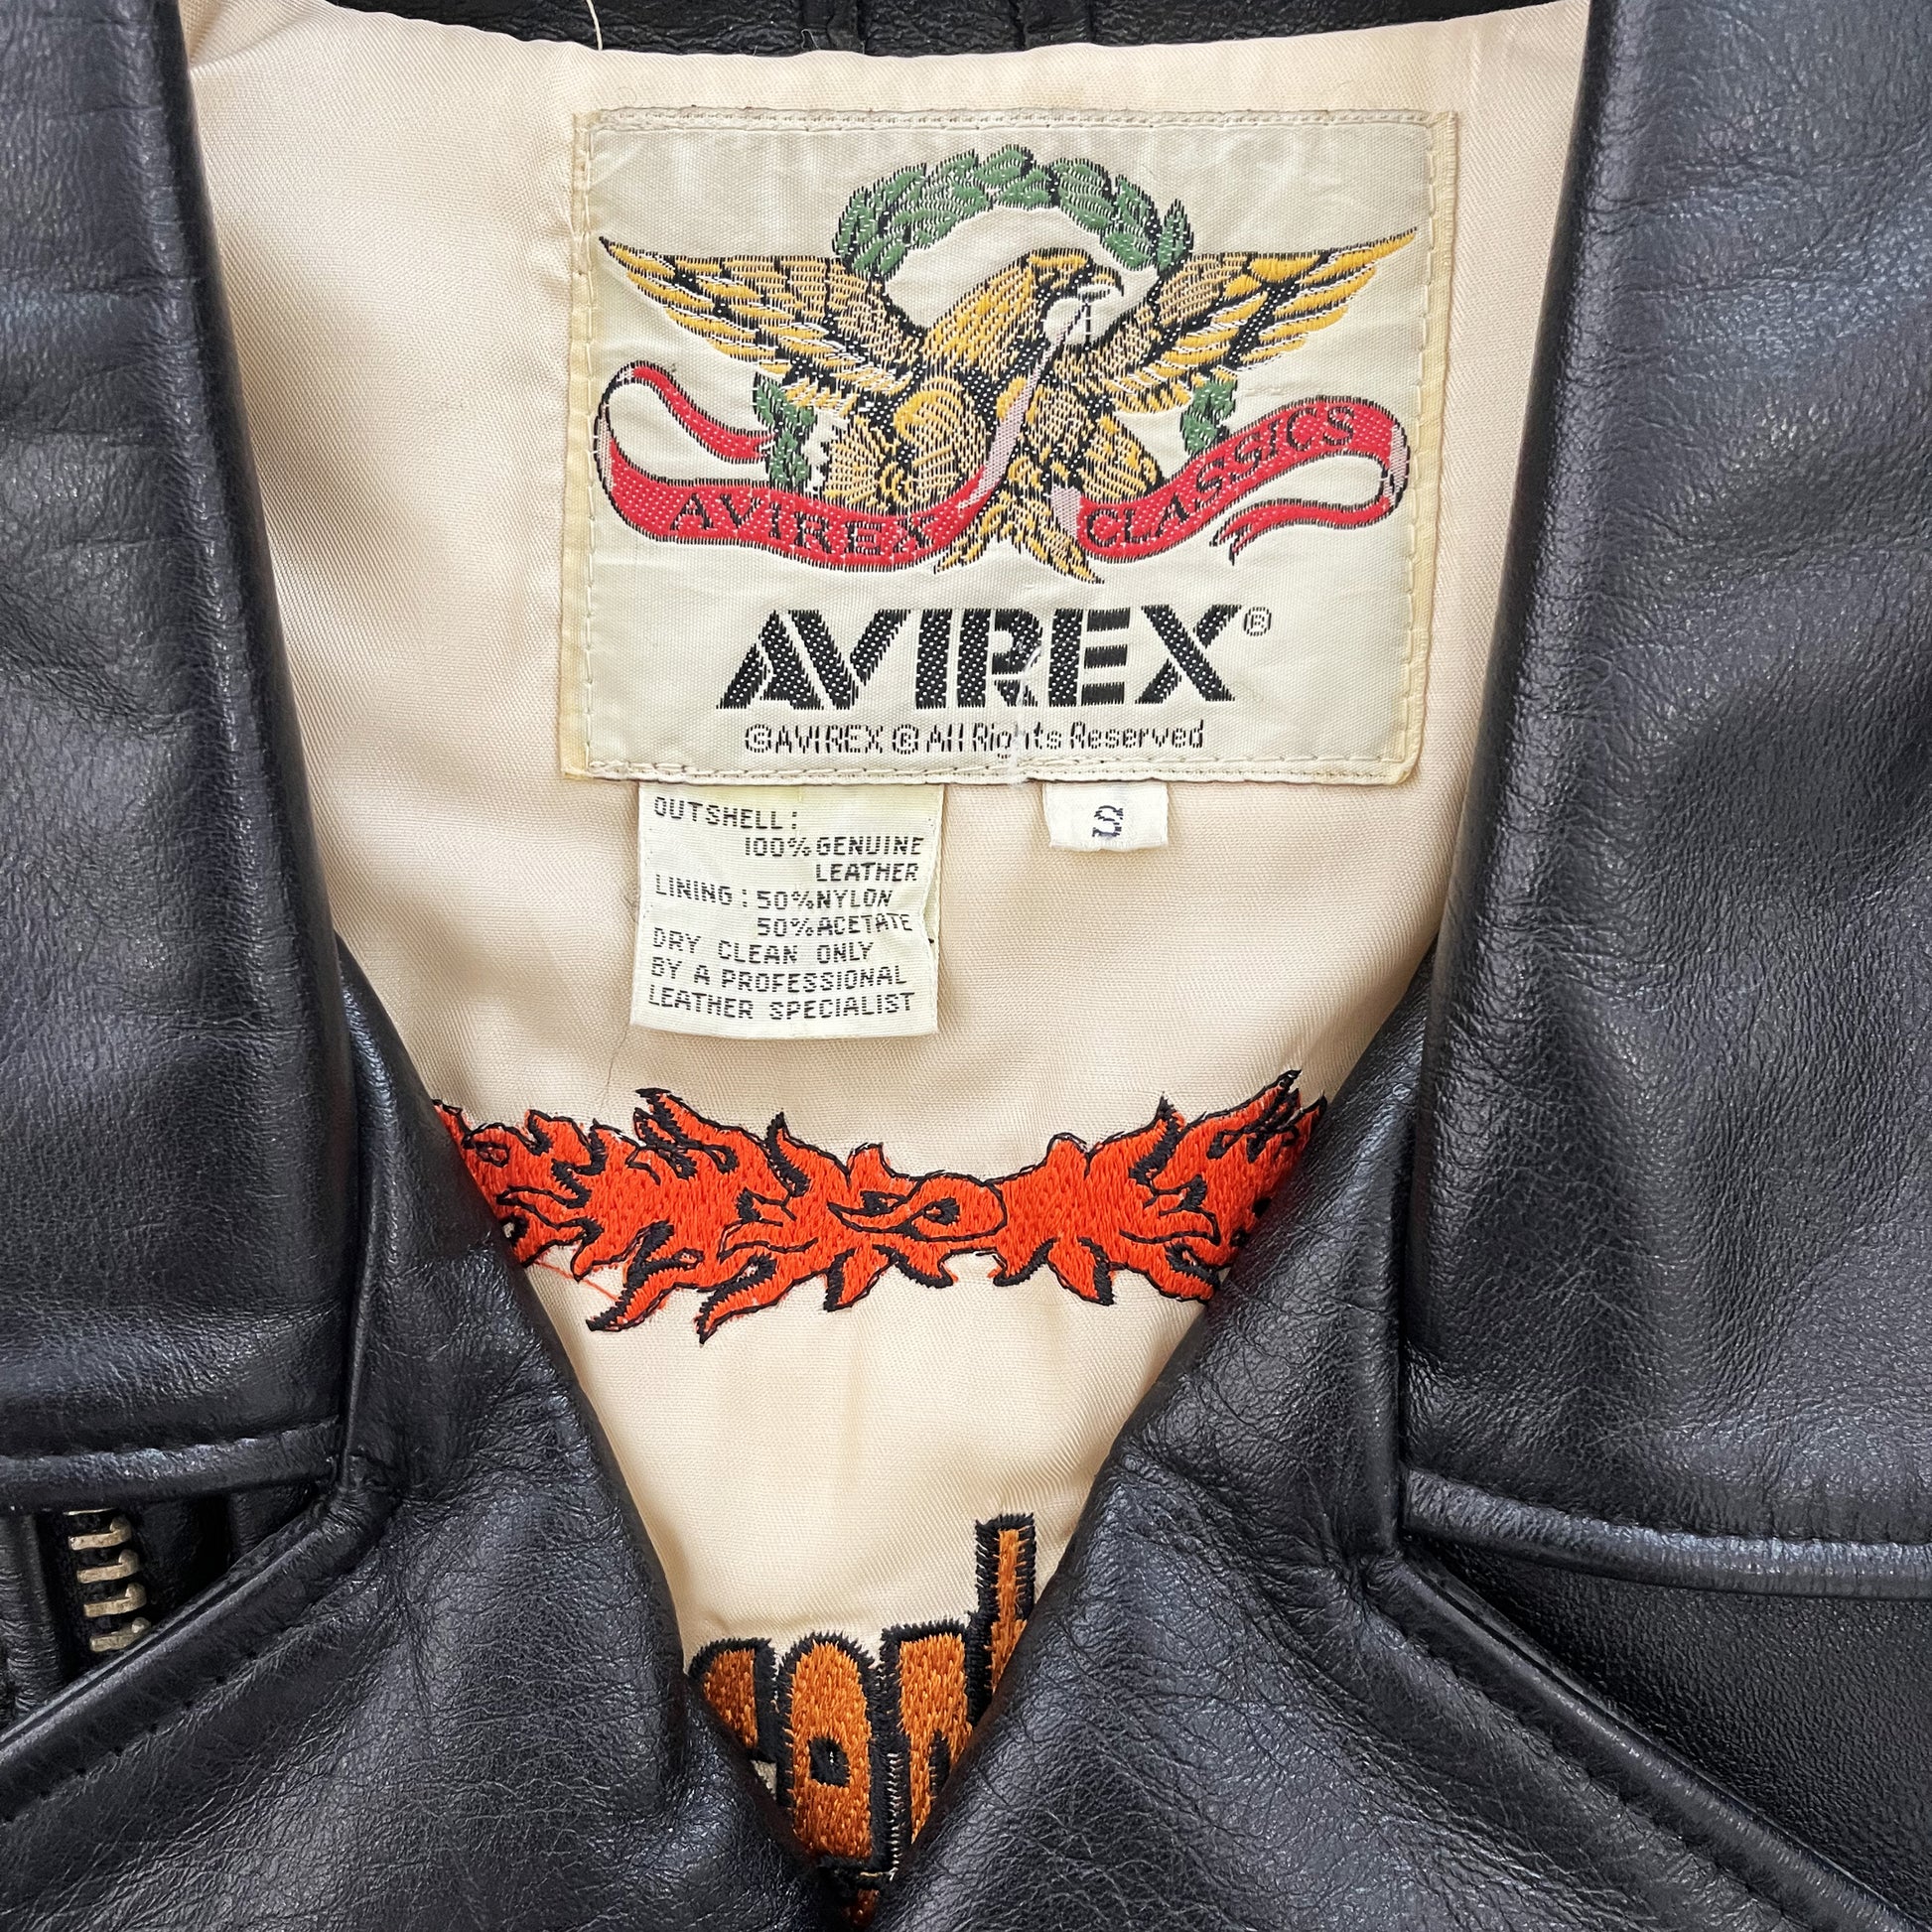 AVIREX CLASSICS
AVIREX®
©AVIREX ® All Rights Reserved
OUTSHELL:
100% GENUINE
LEATHER
LINING: 50% NYLON
50% ACETATE
DRY CLEAN ONLY
BY A PROFESSIONAL
LEATHER SPECIALIST
S